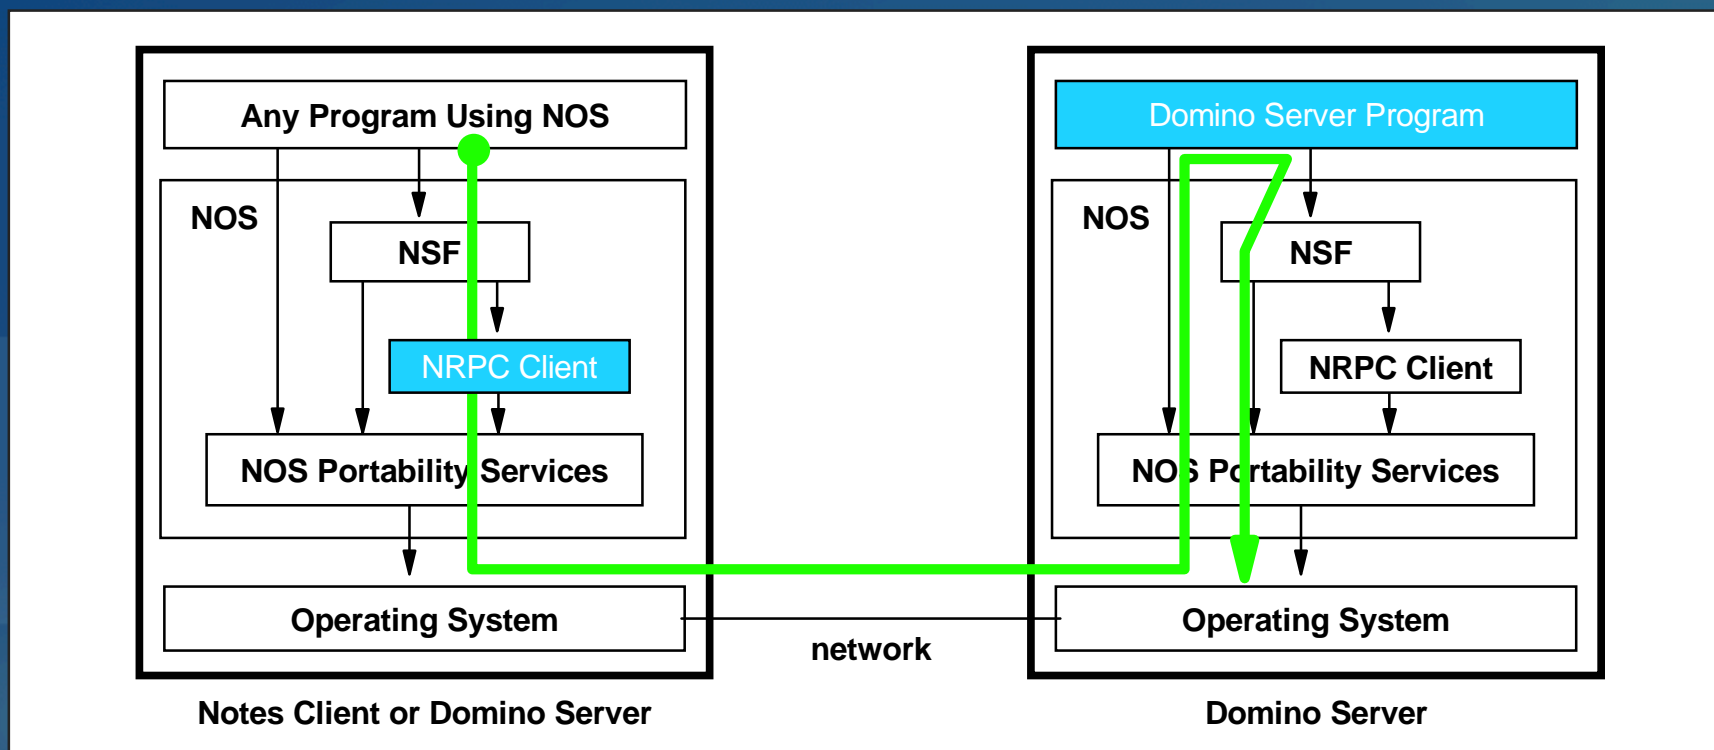 Any Program Using NOS
NOS
NSF
NRPC Client
NOS Portability Services
Operating System
Notes Client or Domino Server
network
Domino Server Program
NOS
NSF
NRPC Client
NOS Portability Services
Operating System
Domino Server